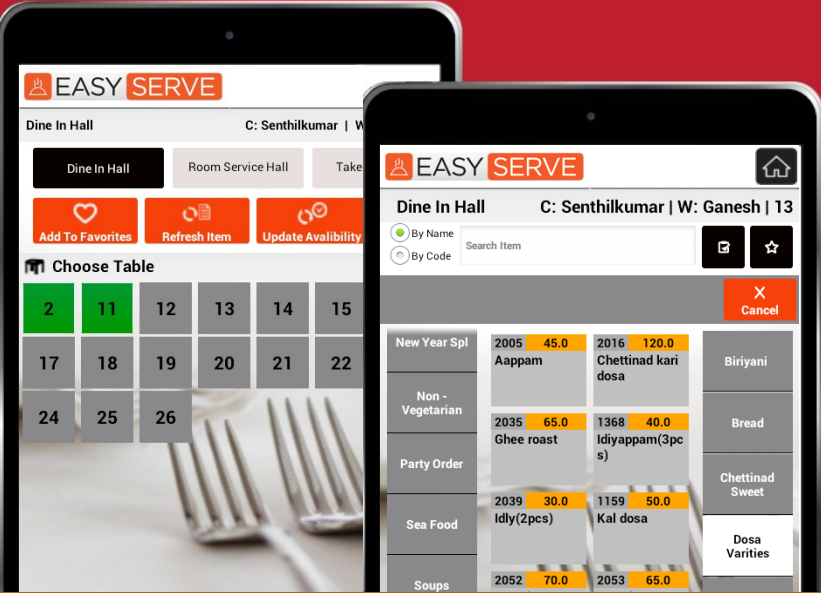 EASY SERVE
Dine In Hall
C: Senthilkumar | W
Dine In Hall
Room Service Hall
Take
Add To Favorites
Refresh Item
Update Avalibility
Choose Table
2 11 12 13 14 15
17 18 19 20 21 22
24 25 26
EASY SERVE
Dine In Hall
C: Senthilkumar | W: Ganesh | 13
By Name
By Code
Search Item
X
Cancel
New Year Spl
Non -
Vegetarian
Party Order
Sea Food
Soups
2005 45.0
Aappam
2016 120.0
Chettinad kari
dosa
2035 65.0
Ghee roast
1368 40.0
Idiyappam(3pc
s)
2039 30.0
Idly(2pcs)
1159 50.0
Kal dosa
2052 70.0
2053 65.0
Biriyani
Bread
Chettinad
Sweet
Dosa
Varities